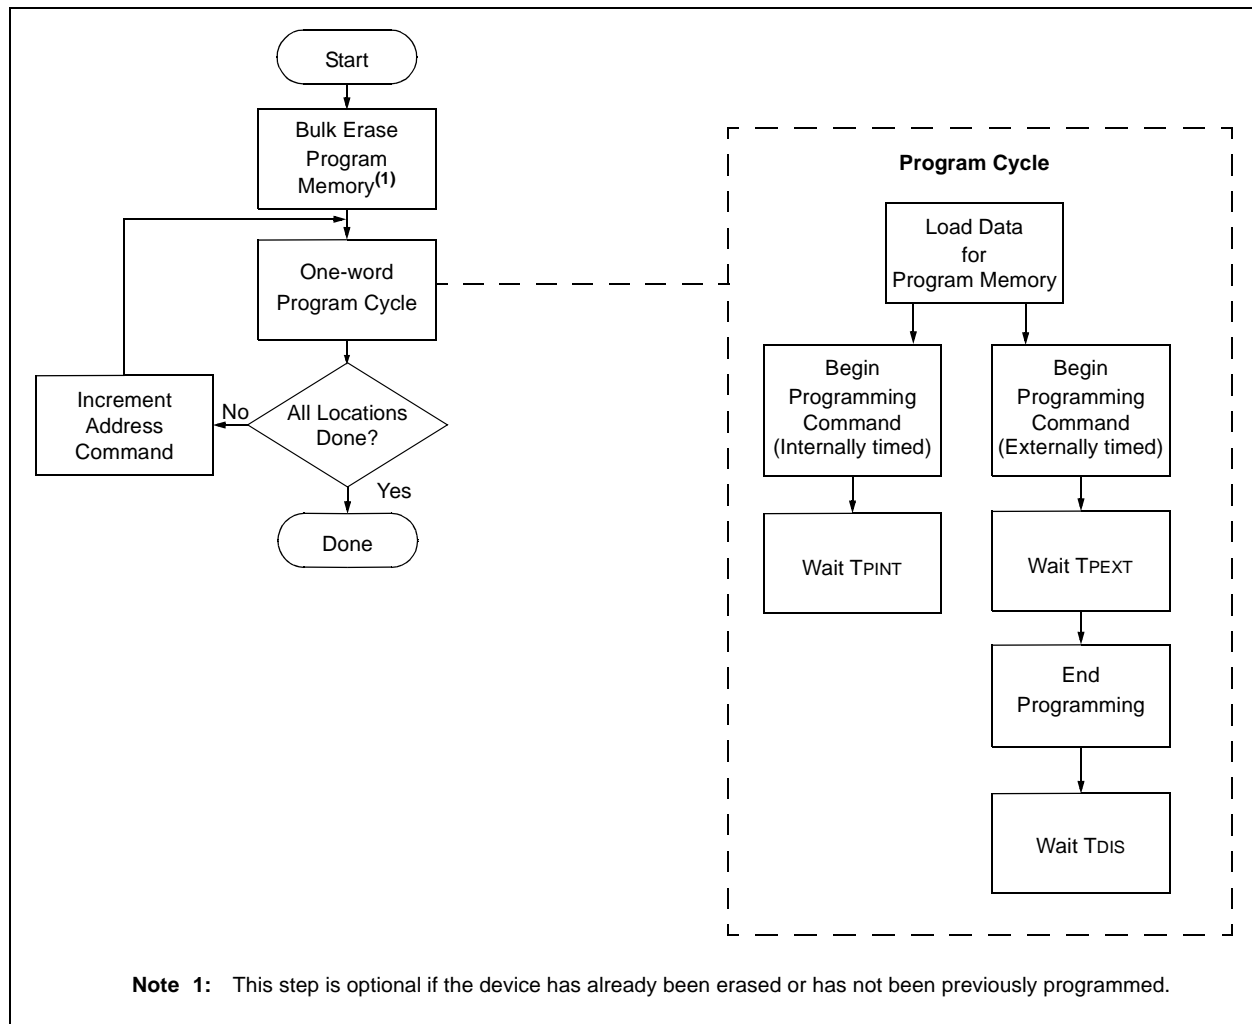 Start
Bulk Erase
Program
Memory(1)
One-word
Program Cycle
All Locations
Done?
No
Increment
Address
Command
Yes
Done
Program Cycle
Load Data
for
Program Memory
Begin
Programming
Command
(Internally timed)
Wait TPINT
Begin
Programming
Command
(Externally timed)
Wait TPEXT
End
Programming
Wait TDIS
Note 1: This step is optional if the device has already been erased or has not been previously programmed.